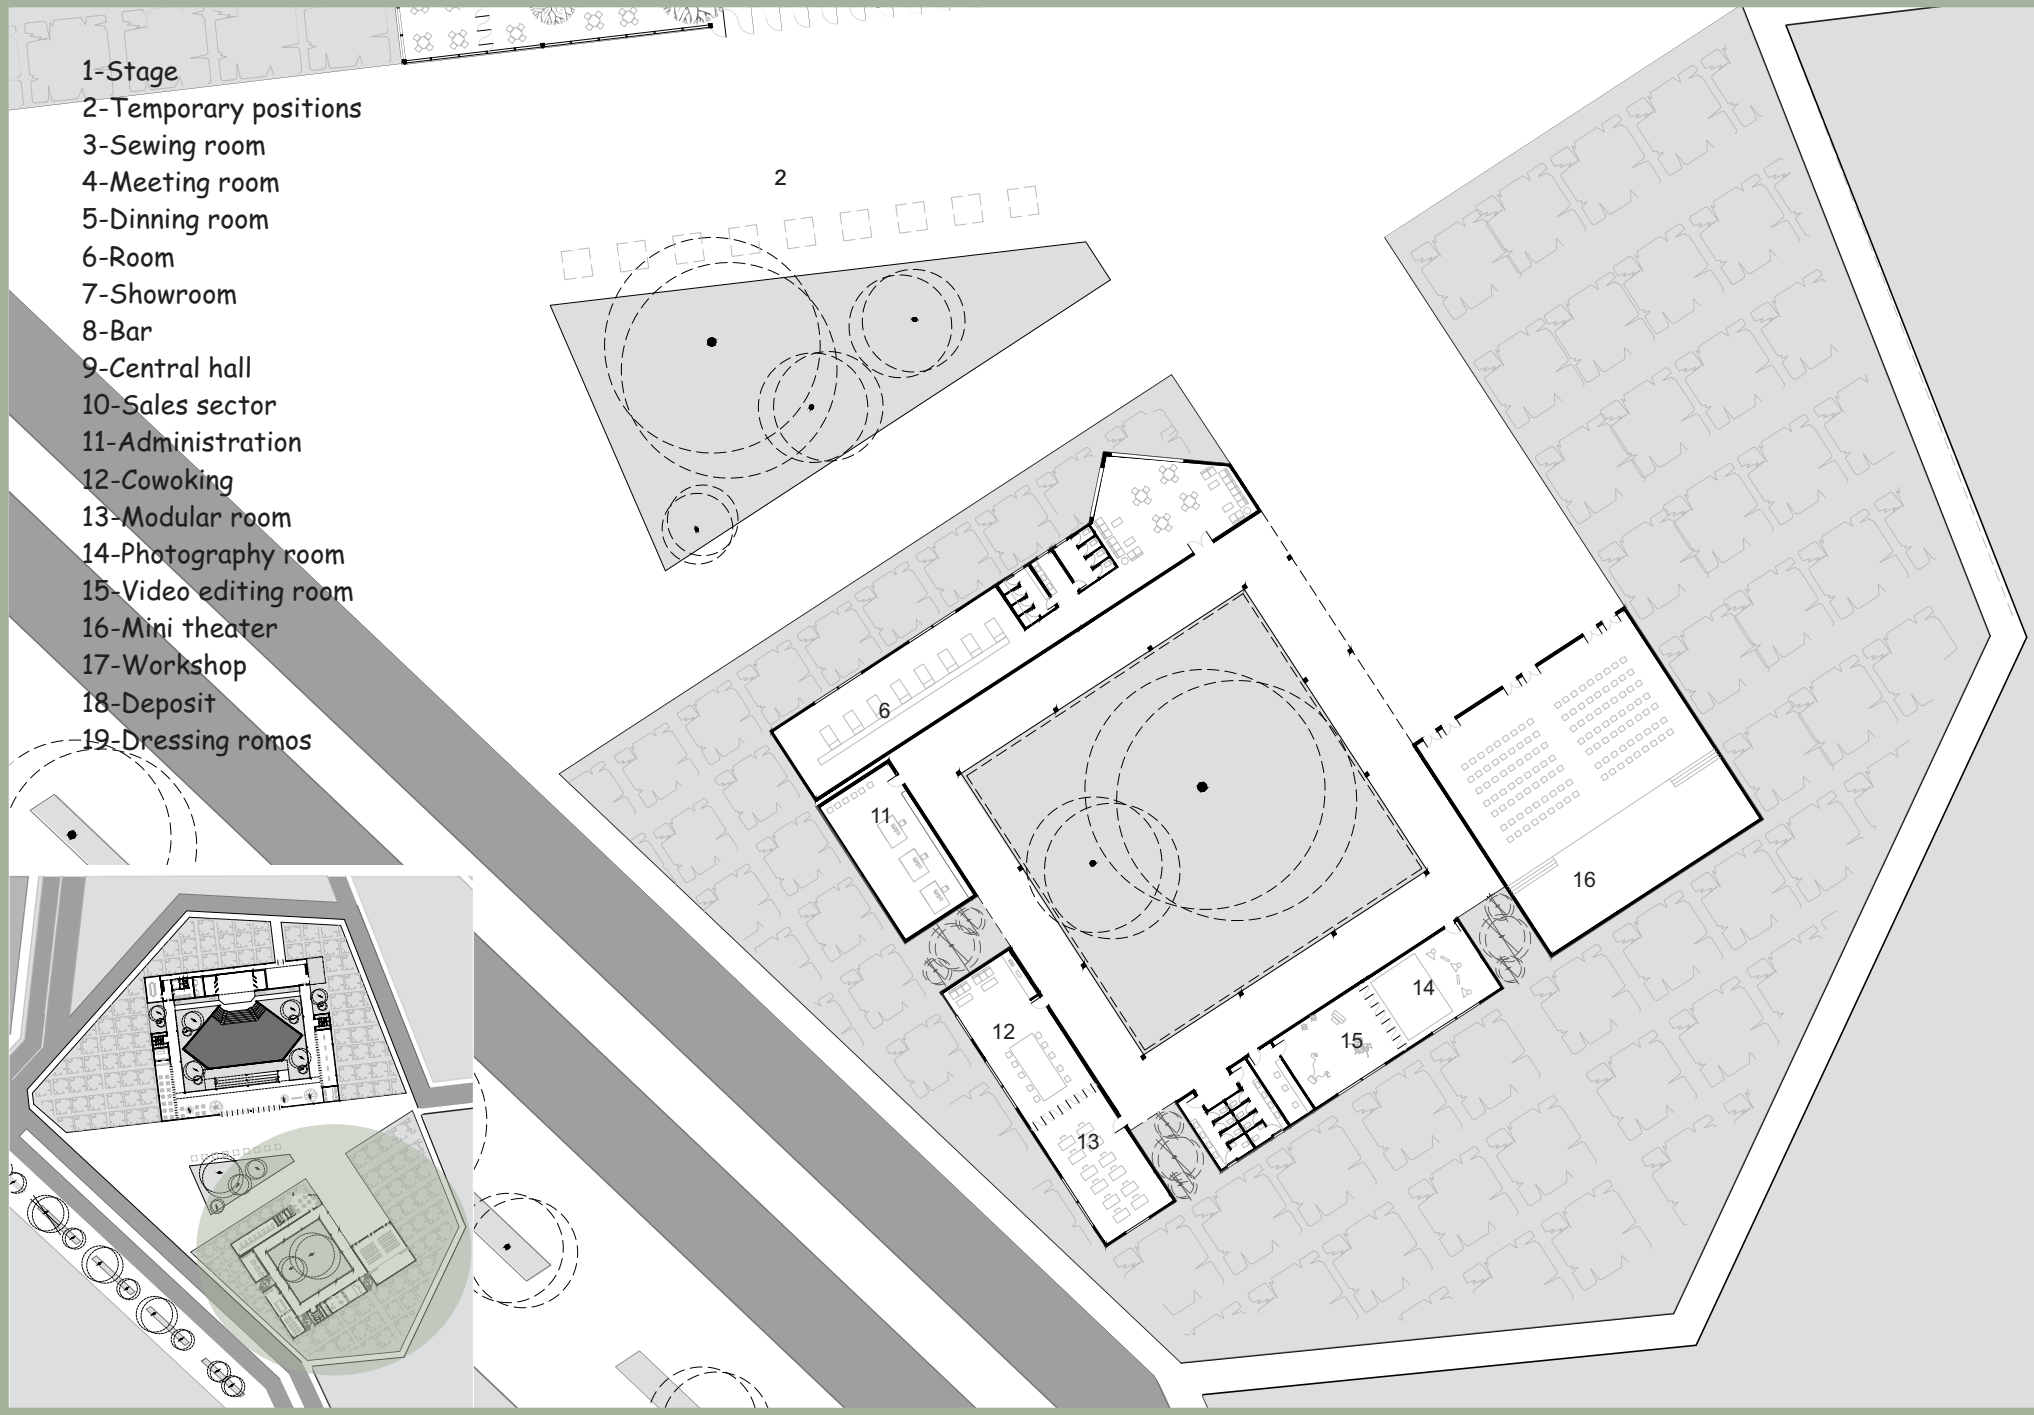 1-Stage
2-Temporary positions
3-Sewing room
4-Meeting room
5-Dinning room
6-Room
7-Showroom
8-Bar
9-Central hall
10-Sales sector
11-Administration
12-Cowoking
13-Modular room
14-Photography room
15-Video editing room
16-Mini theater
17-Workshop
18-Deposit
19-Dressing romos
2
6
11
16
14
12
15
13